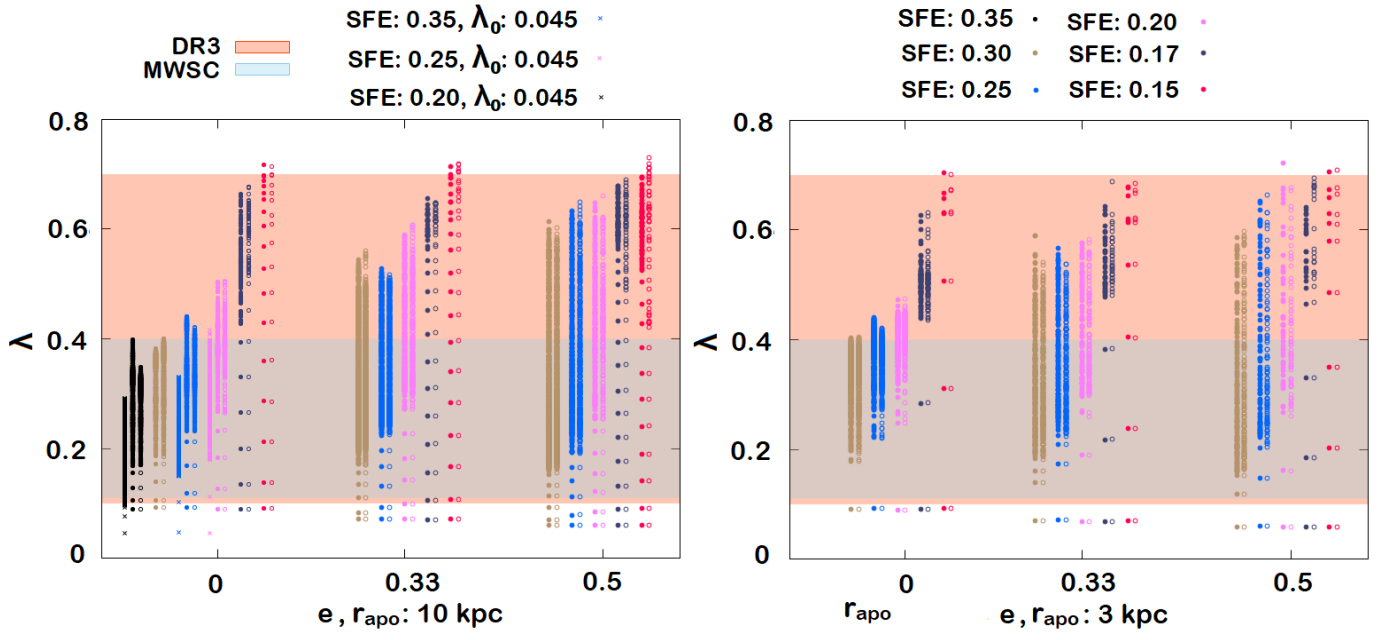 SFE: 0.35, λ₀: 0.045
DR3
SFE: 0.25, λ₀: 0.045
MWSC
SFE: 0.20, λ₀: 0.045
SFE: 0.35 SFE: 0.20
SFE: 0.30 SFE: 0.17
SFE: 0.25 SFE: 0.15
0.8
0.6
0.4
0.2
0
λ
0 0.33 0.5
e, rapo: 10 kpc
0.8
0.6
0.4
0.2
0
λ
0 0.33 0.5
rapo e, rapo: 3 kpc